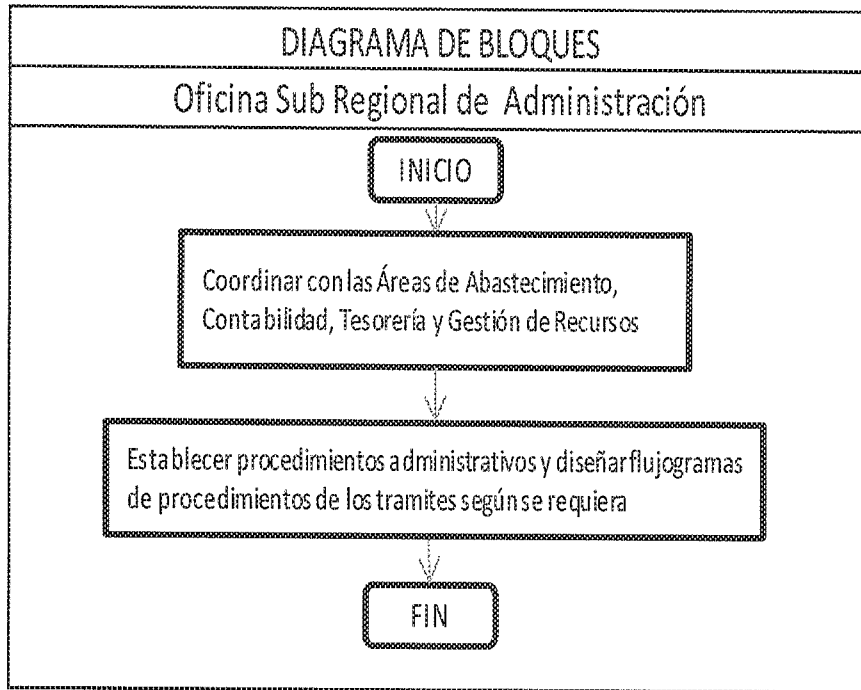 DIAGRAMA DE BLOQUES
Oficina Sub Regional de Administración
INICIO
Coordinar con las Áreas de Abastecimiento,
Contabilidad, Tesorería y Gestión de Recursos
Establecer procedimientos administrativos y diseñar flujogramas
de procedimientos de los tramites según se requiera
FIN